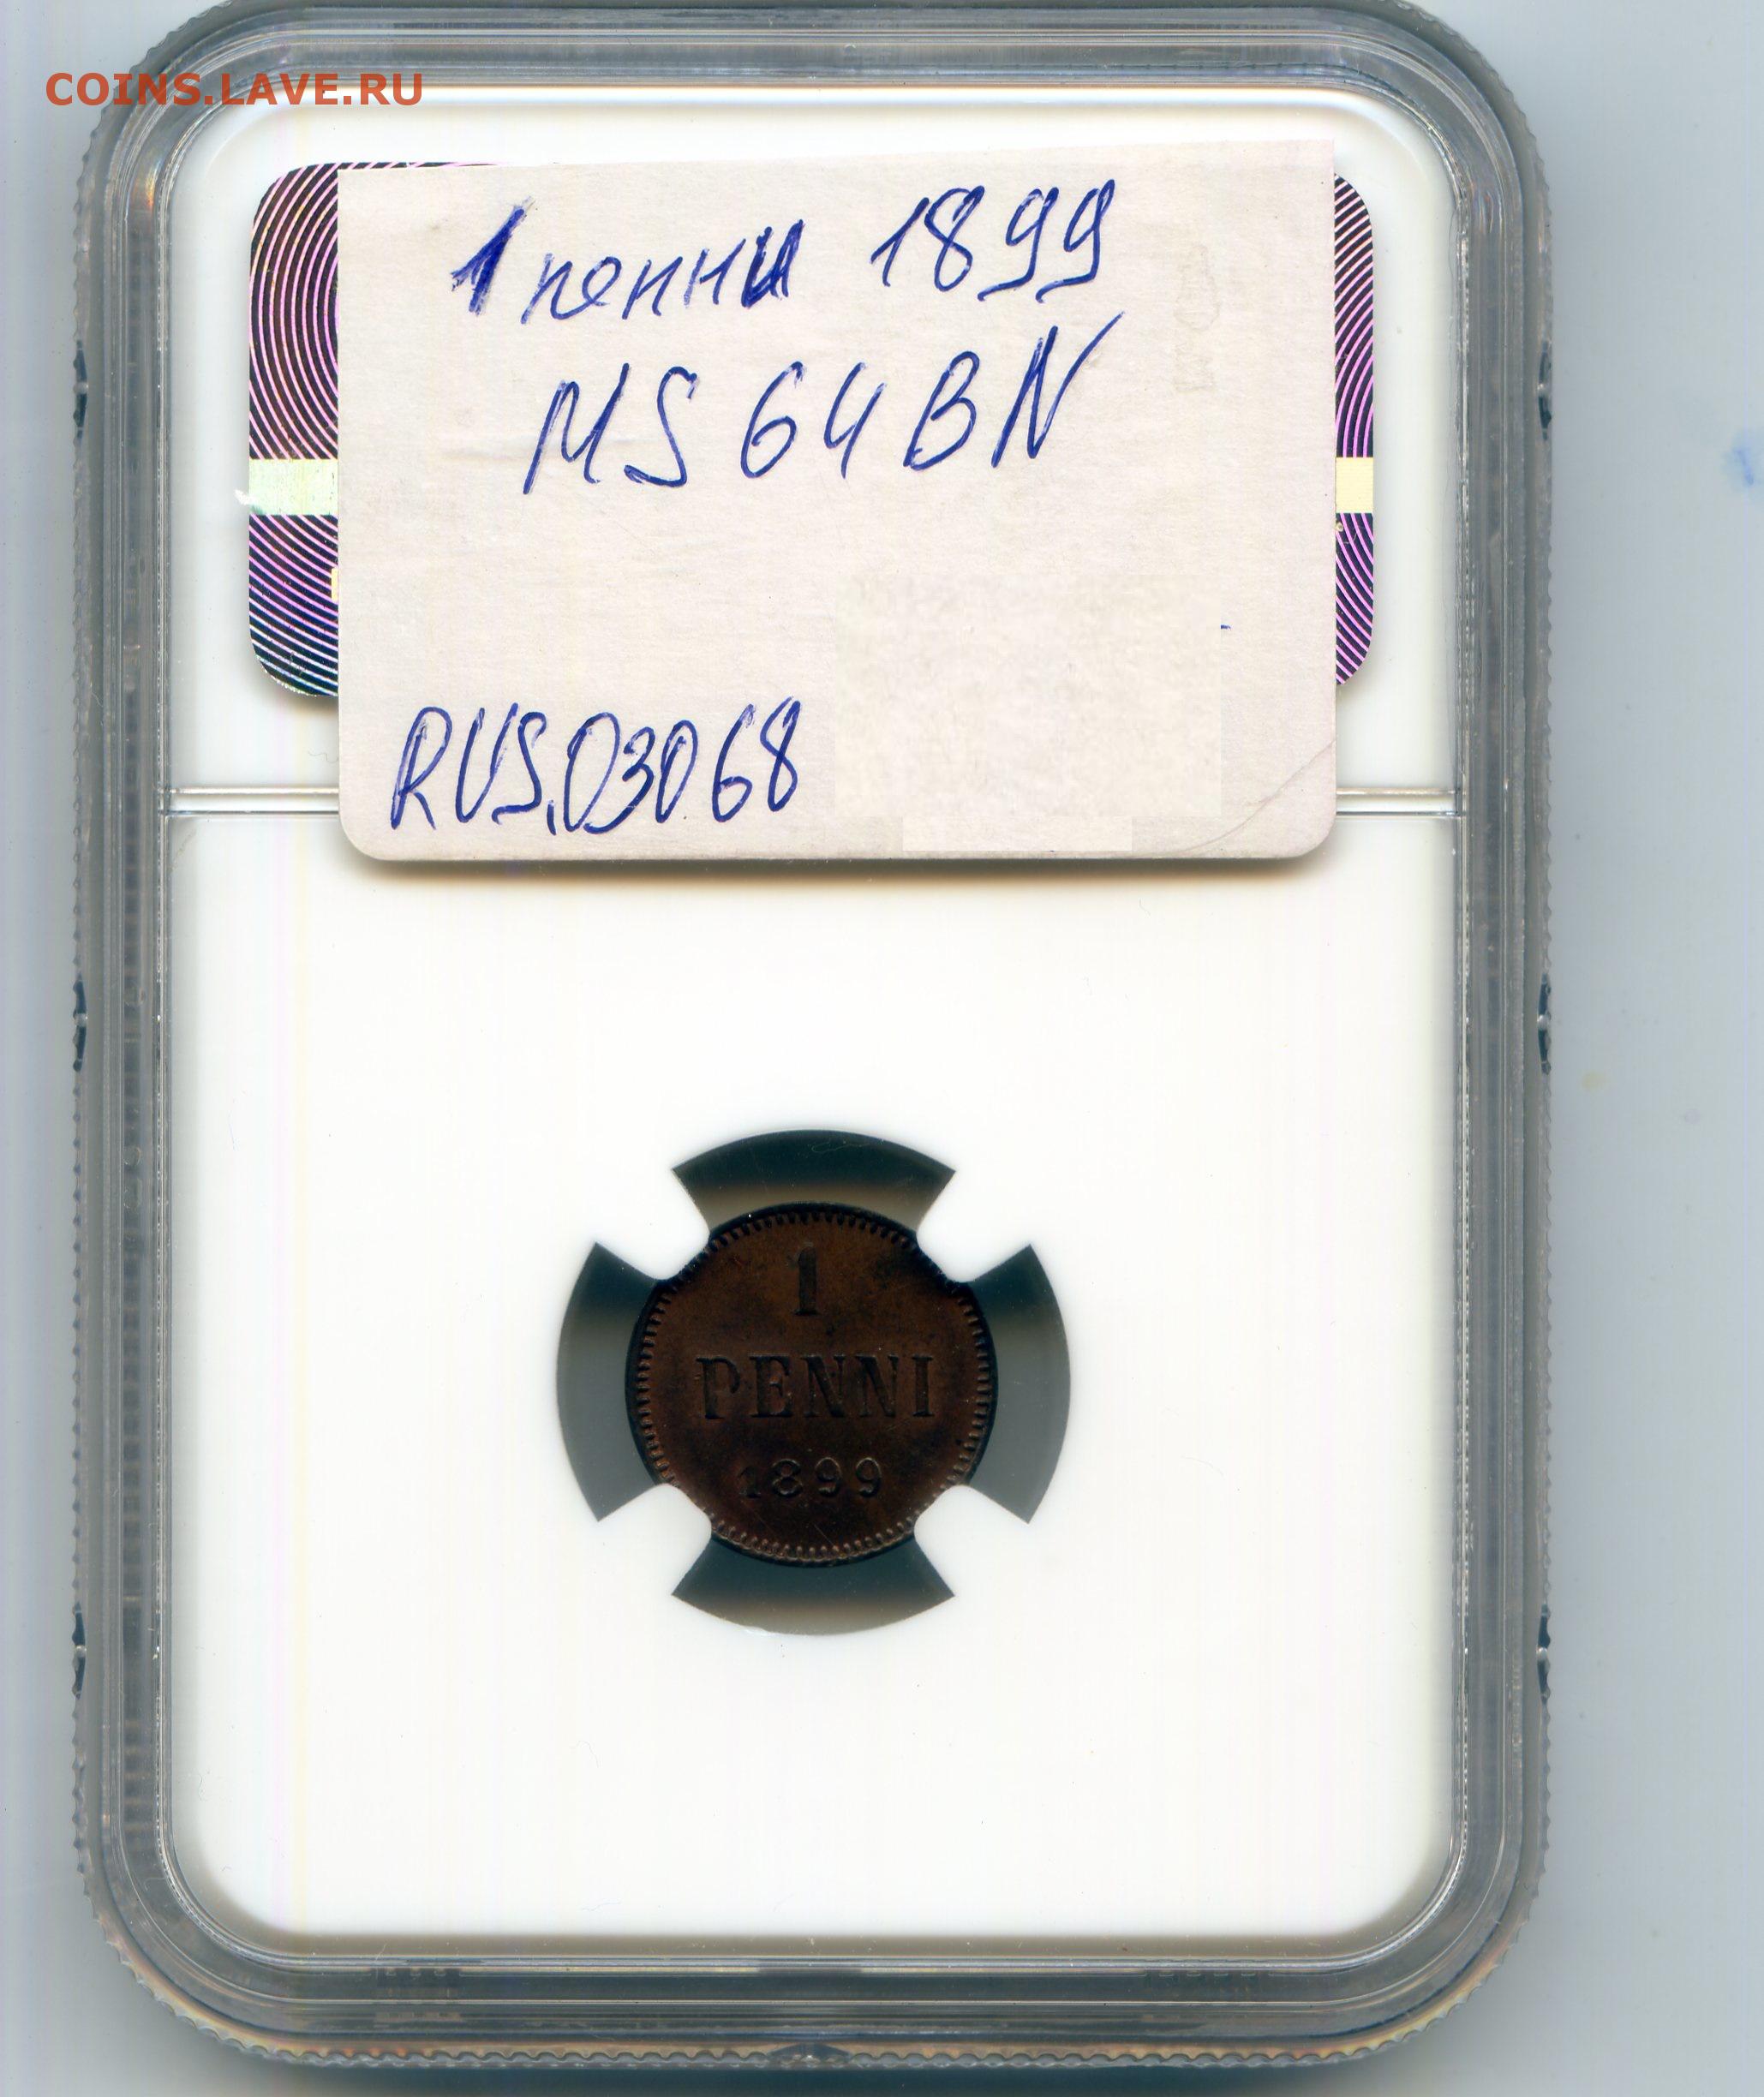 COINS.LAVE.RU
1 пенни 1899
MS 64 BN
RUS.03068
1
PENNI
1899